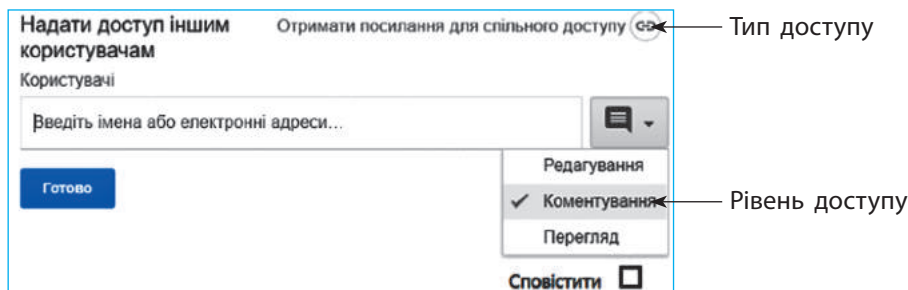 Надати доступ іншим користувачам
Отримати посилання для спільного доступу
Тип доступу
Користувачі
Введіть імена або електронні адреси...
Готово
Редагування
Коментування
Рівень доступу
Перегляд
Сповістити